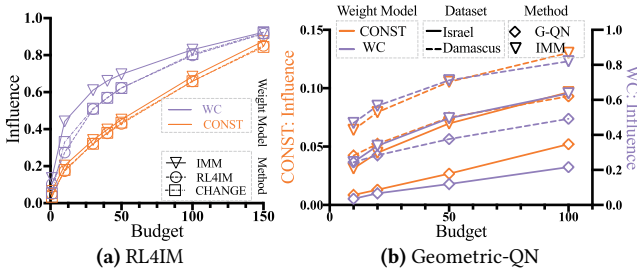 1.0
0.8
0.6
0.4
0.2
0.0
0
50
100
150
Influence
Budget
WC
CONST
Weight Model
IMM
RL4IM
CHANGE
Method
(a) RL4IM
Weight Model
Dataset
Method
CONST
WC
Israel
Damascus
G-QN
IMM
0.15
0.10
0.05
0.00
0
50
100
1.0
0.8
0.6
0.4
0.2
0.0
CONST: Influence
WC: Infience
Budget
(b) Geometric-QN